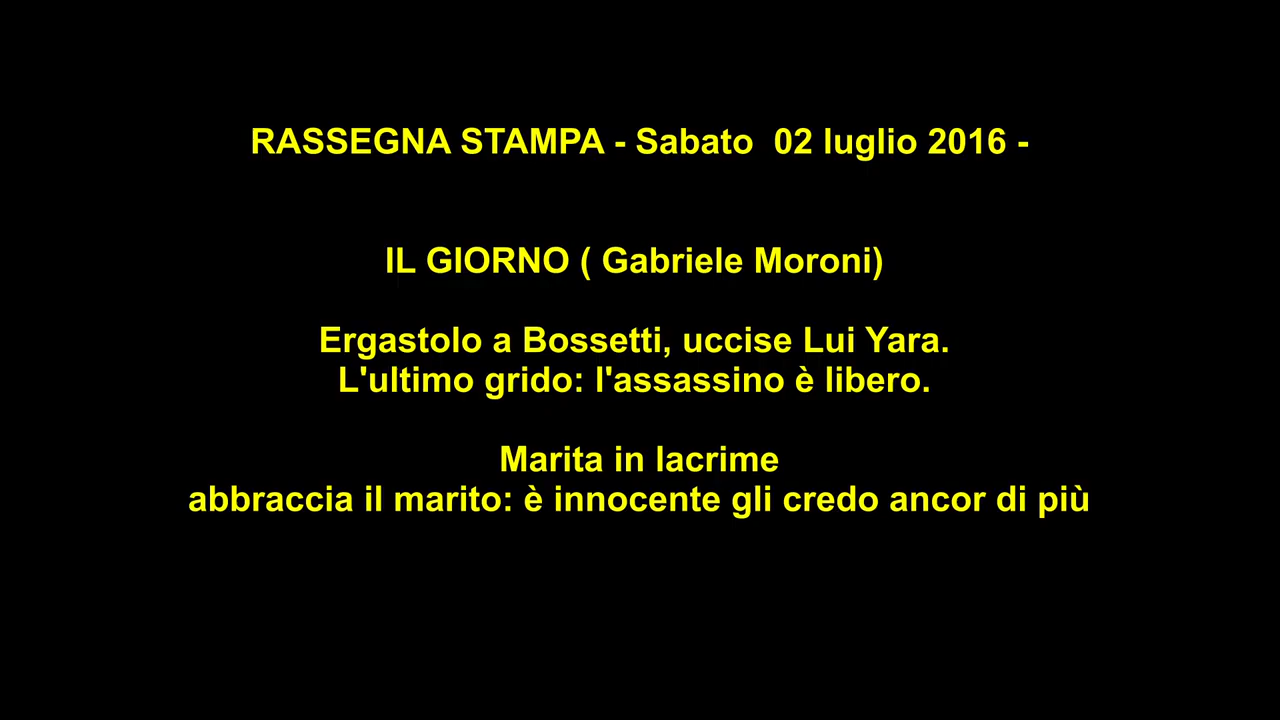 RASSEGNA STAMPA - Sabato  02 luglio 2016 -
IL GIORNO ( Gabriele Moroni)
Ergastolo a Bossetti, uccise Lui Yara.
L'ultimo grido: l'assassino è libero.
Marita in lacrime
abbraccia il marito: è innocente gli credo ancor di più